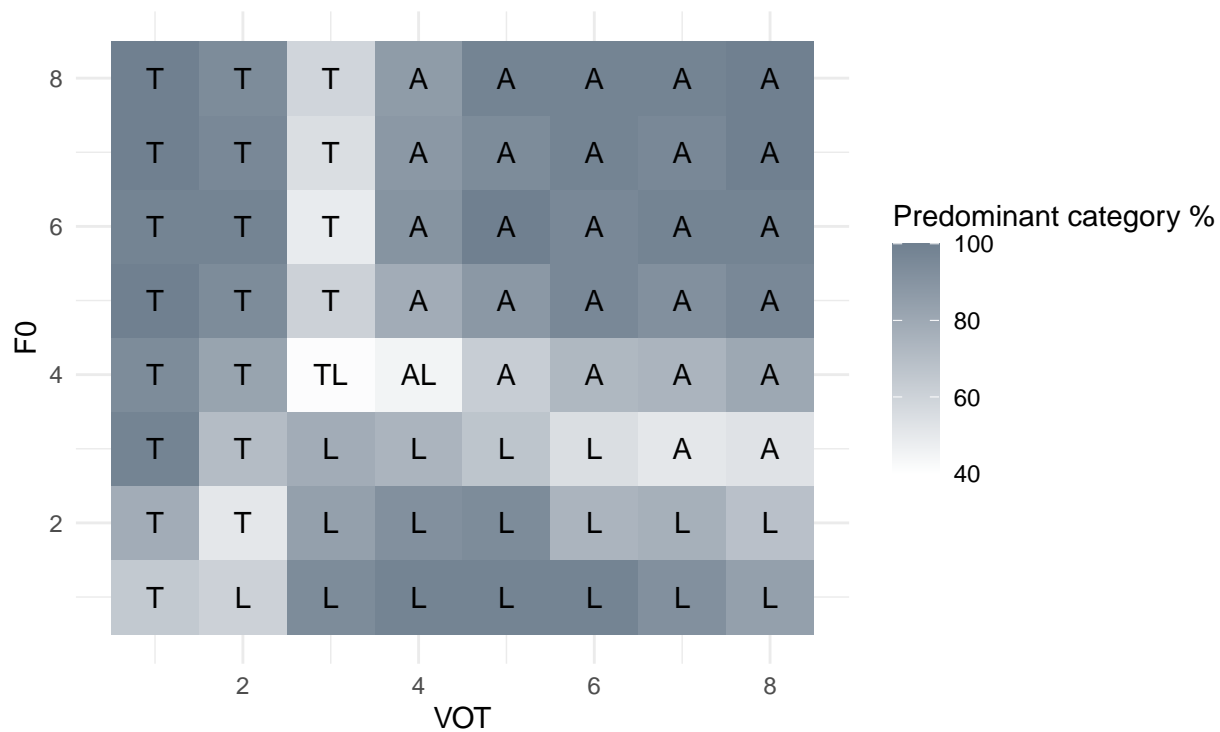 8 T T T A A A A A
T T T A A A A A
6 T T T A A A A A
T T T A A A A A
4 T T TL AL A A A A
T T L L L L A A
2 T T L L L L L L
T L L L L L L L
2 4 6 8
VOT
F0
Predominant category %
100
80
60
40